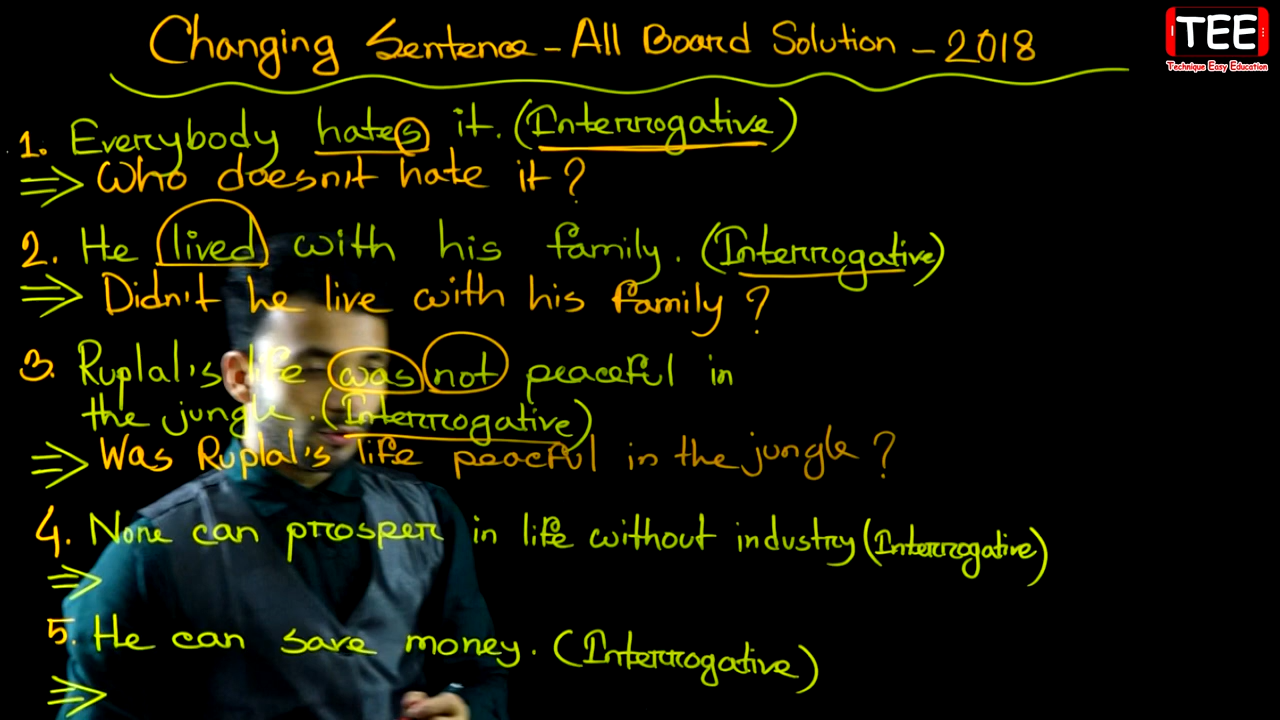 Changing Sentence - All Board Solution - 2018
TEE
Technique Easy Education
1. Everybody hates it. (Interrogative)
⇒ Who doesn't hate it?
2. He lived with his family. (Interrogative)
⇒ Didn't he live with his family?
3. Ruplal's life was not peaceful in
the jungle. (Interrogative)
⇒ Was Ruplal's life peacful in the jungle?
4. None can prosper in life without industry (Interrogative)
⇒
5. He can save money. (Interrogative)
⇒